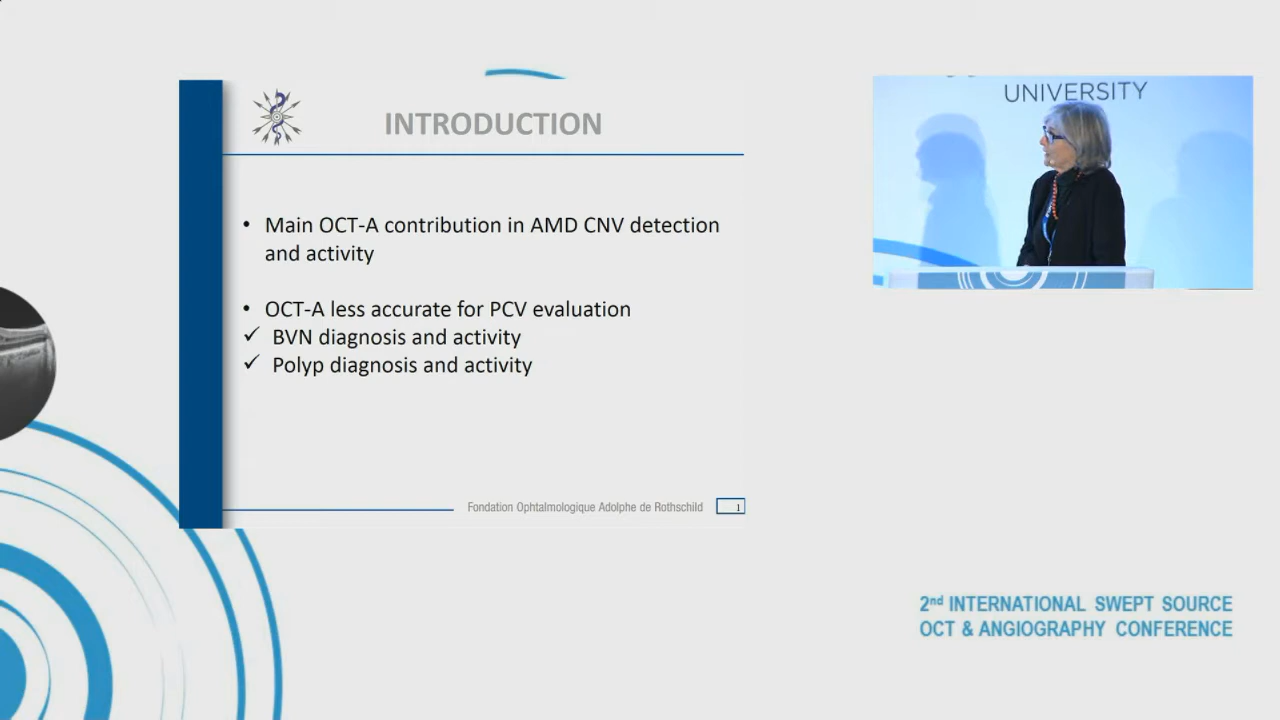 INTRODUCTION
• Main OCT-A contribution in AMD CNV detection
and activity
• OCT-A less accurate for PCV evaluation
✓ BVN diagnosis and activity
✓ Polyp diagnosis and activity
Fondation Ophtalmologique Adolphe de Rothschild
1
UNIVERSITY
2nd INTERNATIONAL SWEPT SOURCE
OCT & ANGIOGRAPHY CONFERENCE